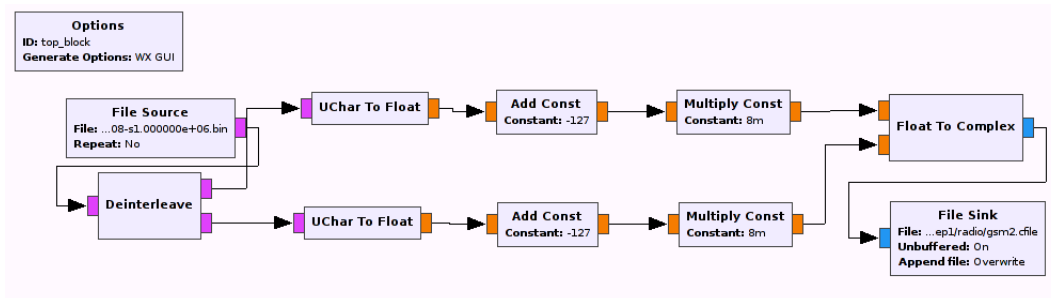 Options
ID: top_block
Generate Options: WX GUI
File Source
File: ...08-s1.000000e+06.bin
Repeat: No
UChar To Float
Add Const
Constant: -127
Multiply Const
Constant: 8m
Float To Complex
Deinterleave
UChar To Float
Add Const
Constant: -127
Multiply Const
Constant: 8m
File Sink
File: ...ep1/radio/gsm2.cfile
Unbuffered: On
Append file: Overwrite